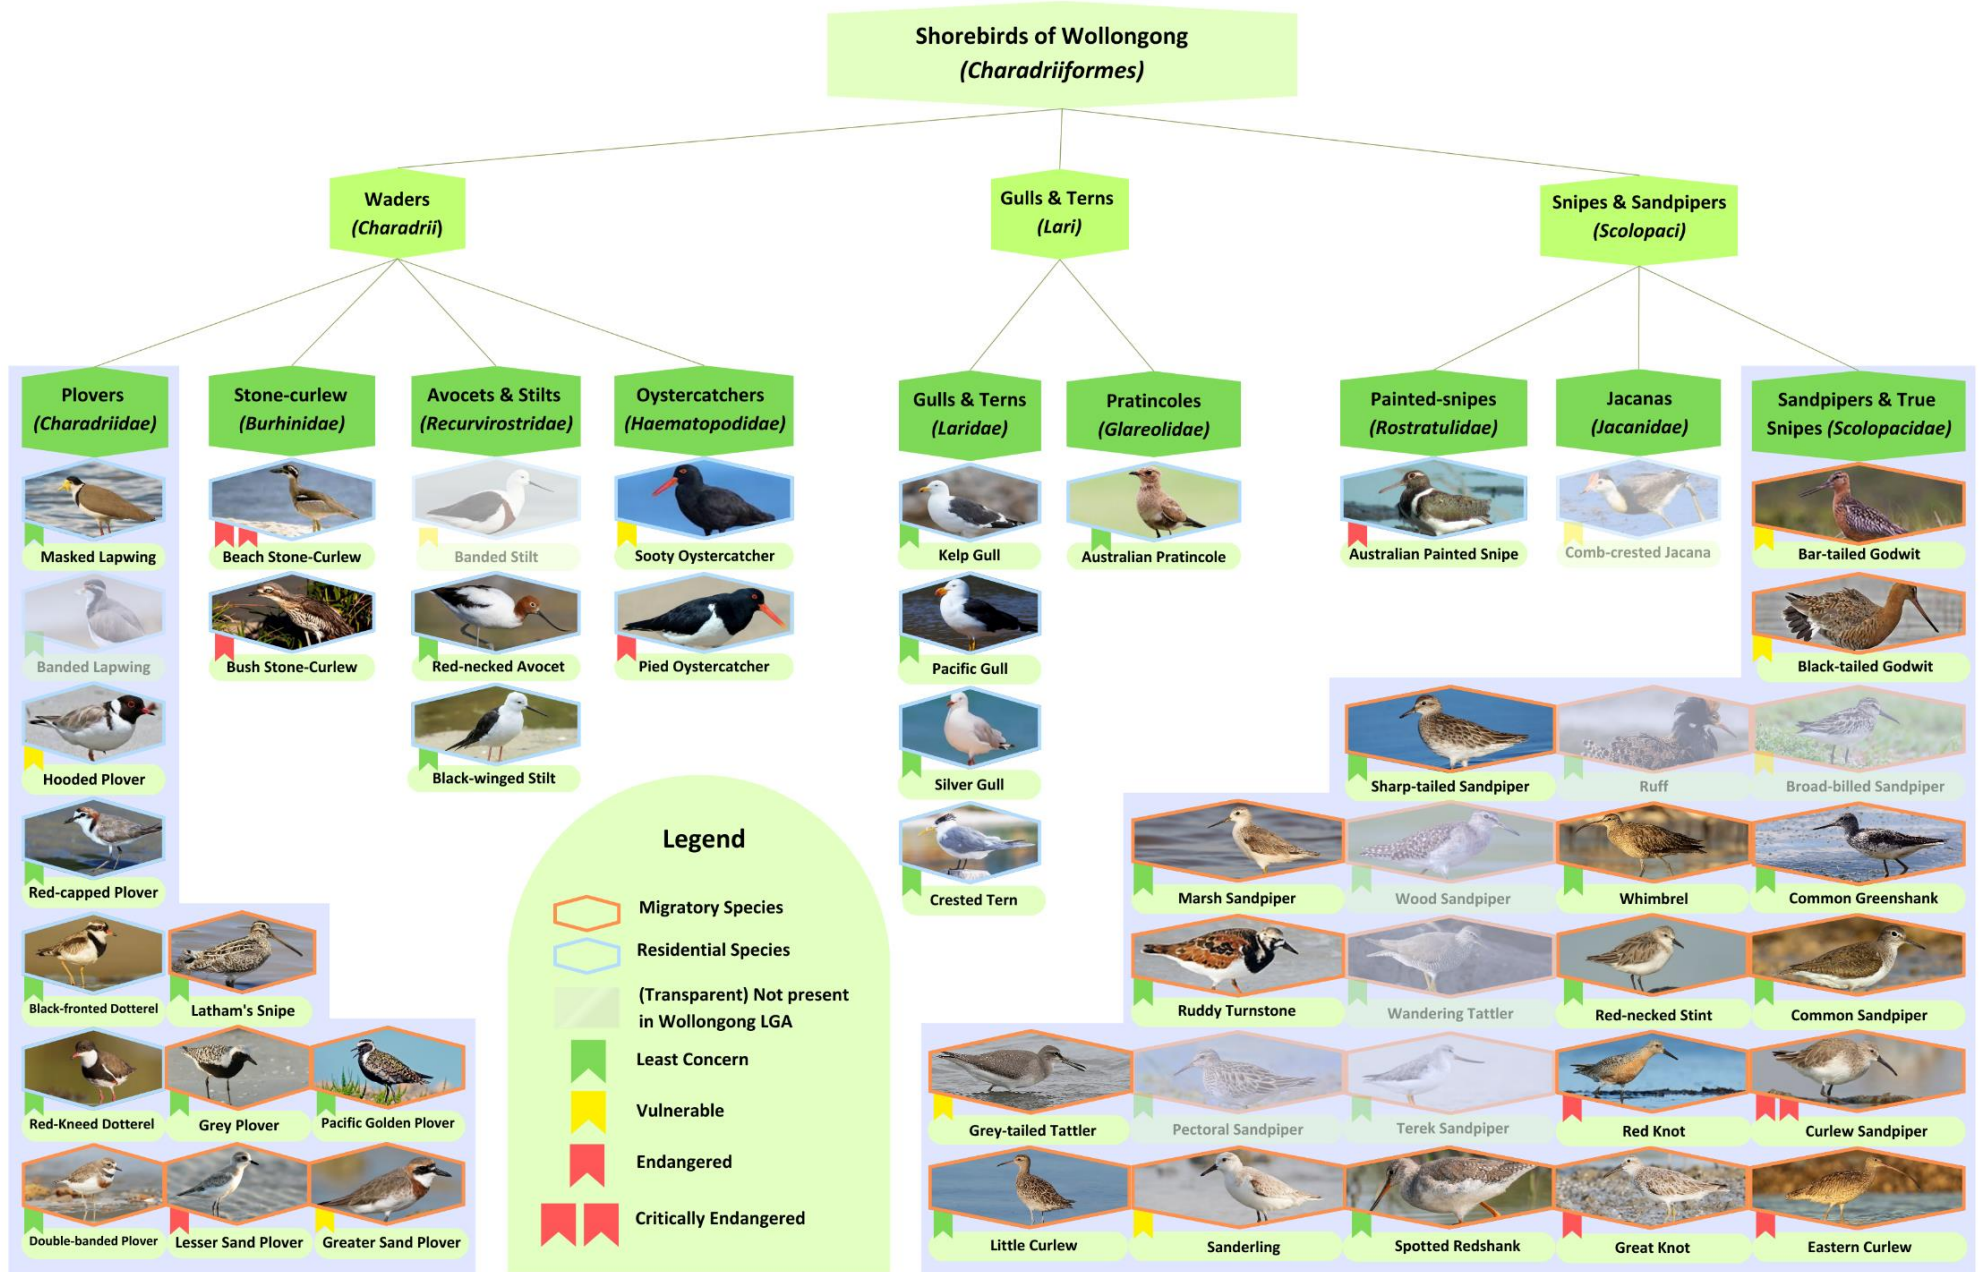 Shorebirds of Wollongong
(Charadriiformes)
Waders
(Charadrii)
Gulls & Terns
(Lari)
Snipes & Sandpipers
(Scolopaci)
Plovers
(Charadriidae)
Stone-curlew
(Burhinidae)
Avocets & Stilts
(Recurvirostridae)
Oystercatchers
(Haematopodidae)
Gulls & Terns
(Laridae)
Pratincoles
(Glareolidae)
Painted-snipes
(Rostratulidae)
Jacanas
(Jacanidae)
Sandpipers & True
Snipes (Scolopacidae)
Masked Lapwing
Beach Stone-Curlew
Banded Stilt
Sooty Oystercatcher
Kelp Gull
Australian Pratincole
Australian Painted Snipe
Comb-crested Jacana
Bar-tailed Godwit
Banded Lapwing
Bush Stone-Curlew
Red-necked Avocet
Pied Oystercatcher
Pacific Gull
Black-tailed Godwit
Hooded Plover
Black-winged Stilt
Silver Gull
Sharp-tailed Sandpiper
Ruff
Broad-billed Sandpiper
Red-capped Plover
Crested Tern
Marsh Sandpiper
Wood Sandpiper
Whimbrel
Common Greenshank
Black-fronted Dotterel
Latham's Snipe
Ruddy Turnstone
Wandering Tattler
Red-necked Stint
Common Sandpiper
Red-Kneed Dotterel
Grey Plover
Pacific Golden Plover
Grey-tailed Tattler
Pectoral Sandpiper
Terek Sandpiper
Red Knot
Curlew Sandpiper
Double-banded Plover
Lesser Sand Plover
Greater Sand Plover
Little Curlew
Sanderling
Spotted Redshank
Great Knot
Eastern Curlew
Legend
Migratory Species
Residential Species
(Transparent) Not present
in Wollongong LGA
Least Concern
Vulnerable
Endangered
Critically Endangered